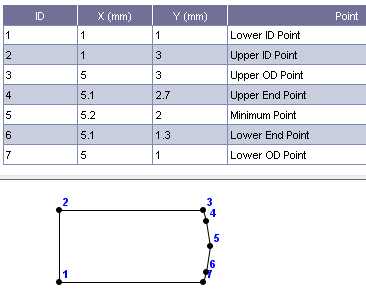 ID X (mm) Y (mm) Point
1 1 1 Lower ID Point
2 1 3 Upper ID Point
3 5 3 Upper OD Point
4 5.1 2.7 Upper End Point
5 5.2 2 Minimum Point
6 5.1 1.3 Lower End Point
7 5 1 Lower OD Point
2 3
4
5
6
1 7